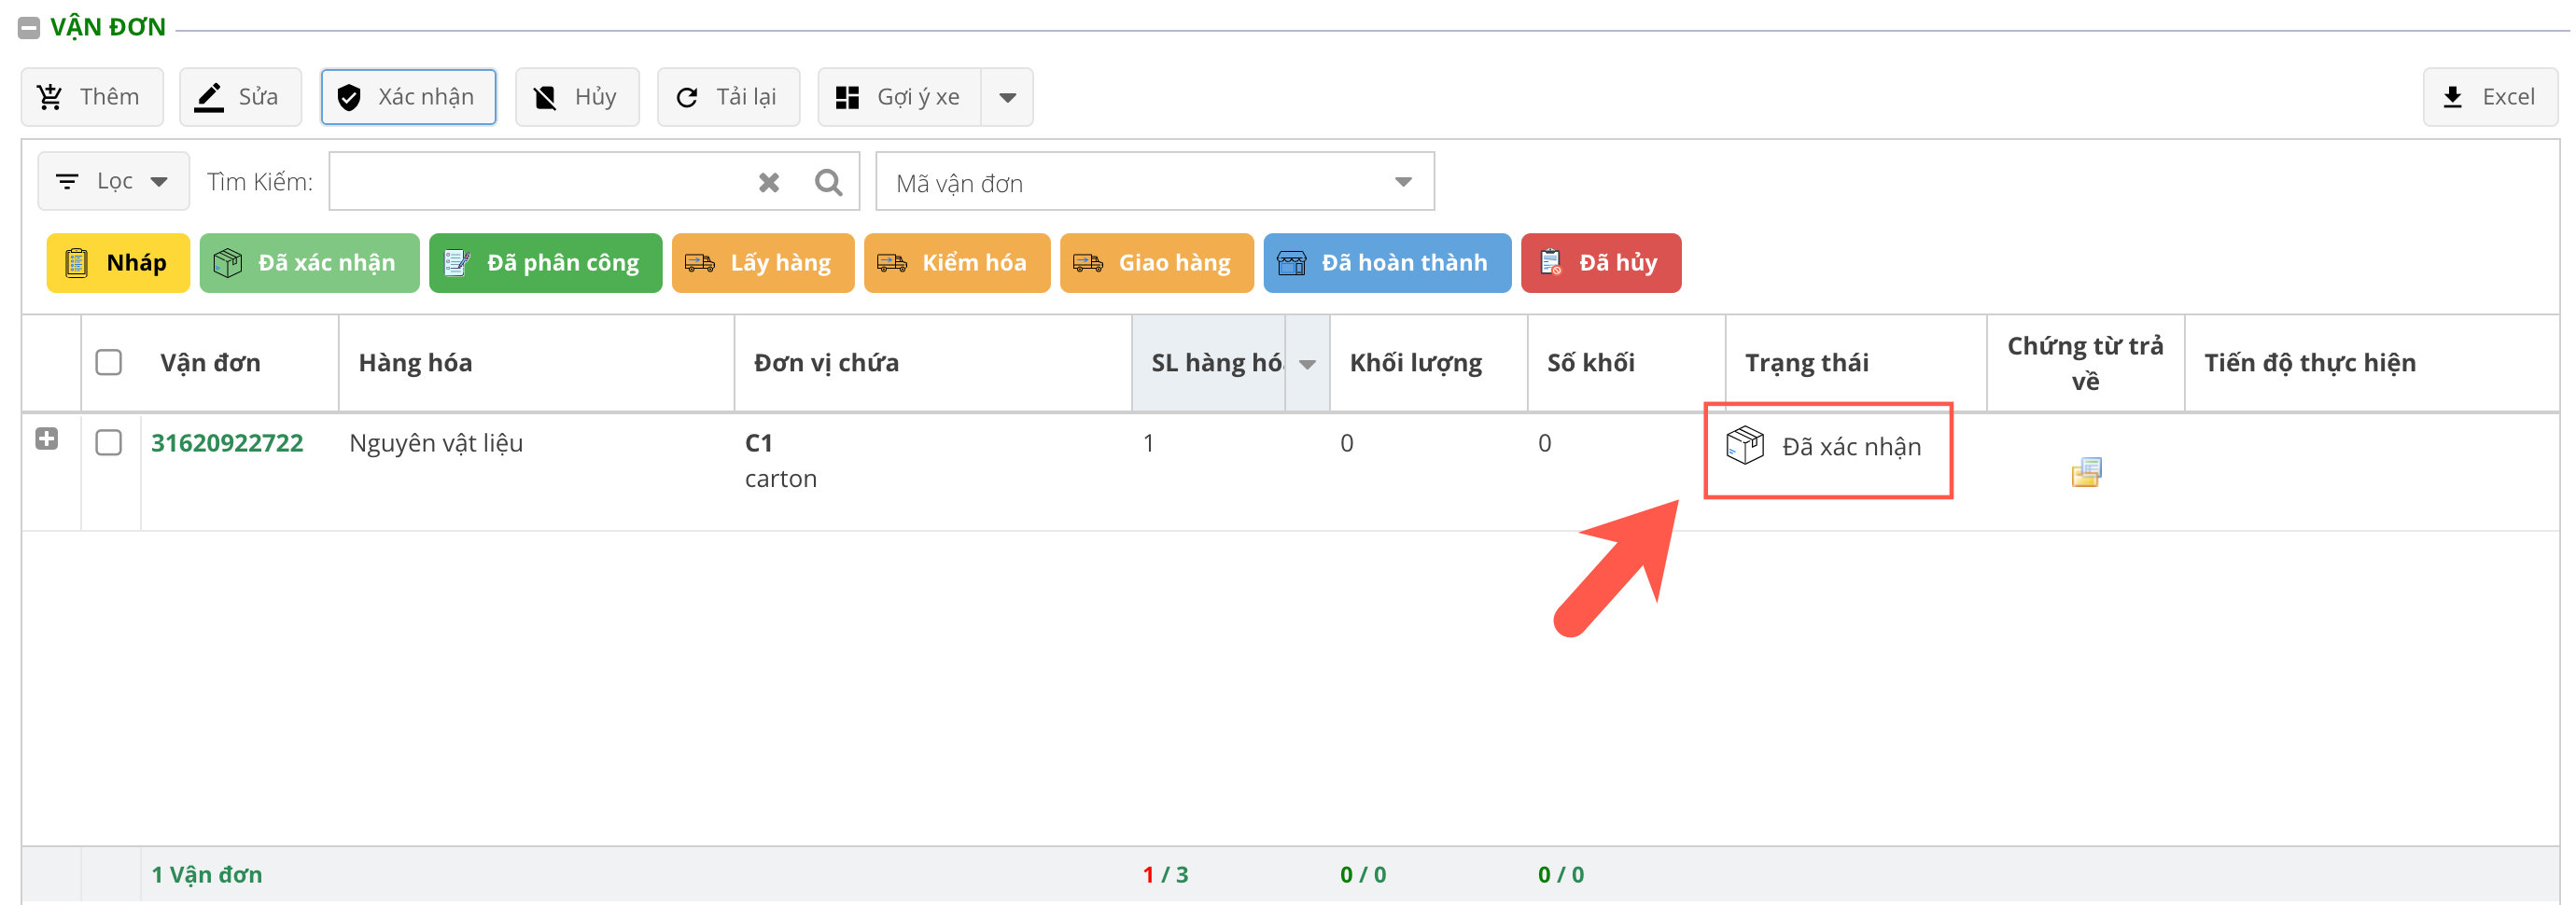 VẬN ĐƠN
Thêm Sửa Xác nhận Hủy Tải lại Gợi ý xe Excel
Lọc Tìm Kiếm: Mã vận đơn
Nháp Đã xác nhận Đã phân công Lấy hàng Kiểm hóa Giao hàng Đã hoàn thành Đã hủy
Vận đơn Hàng hóa Đơn vị chứa SL hàng hó Khối lượng Số khối Trạng thái Chứng từ trả về Tiến độ thực hiện
31620922722 Nguyên vật liệu C1 1 0 0 Đã xác nhận
carton
1 Vận đơn 1 / 3 0 / 0 0 / 0